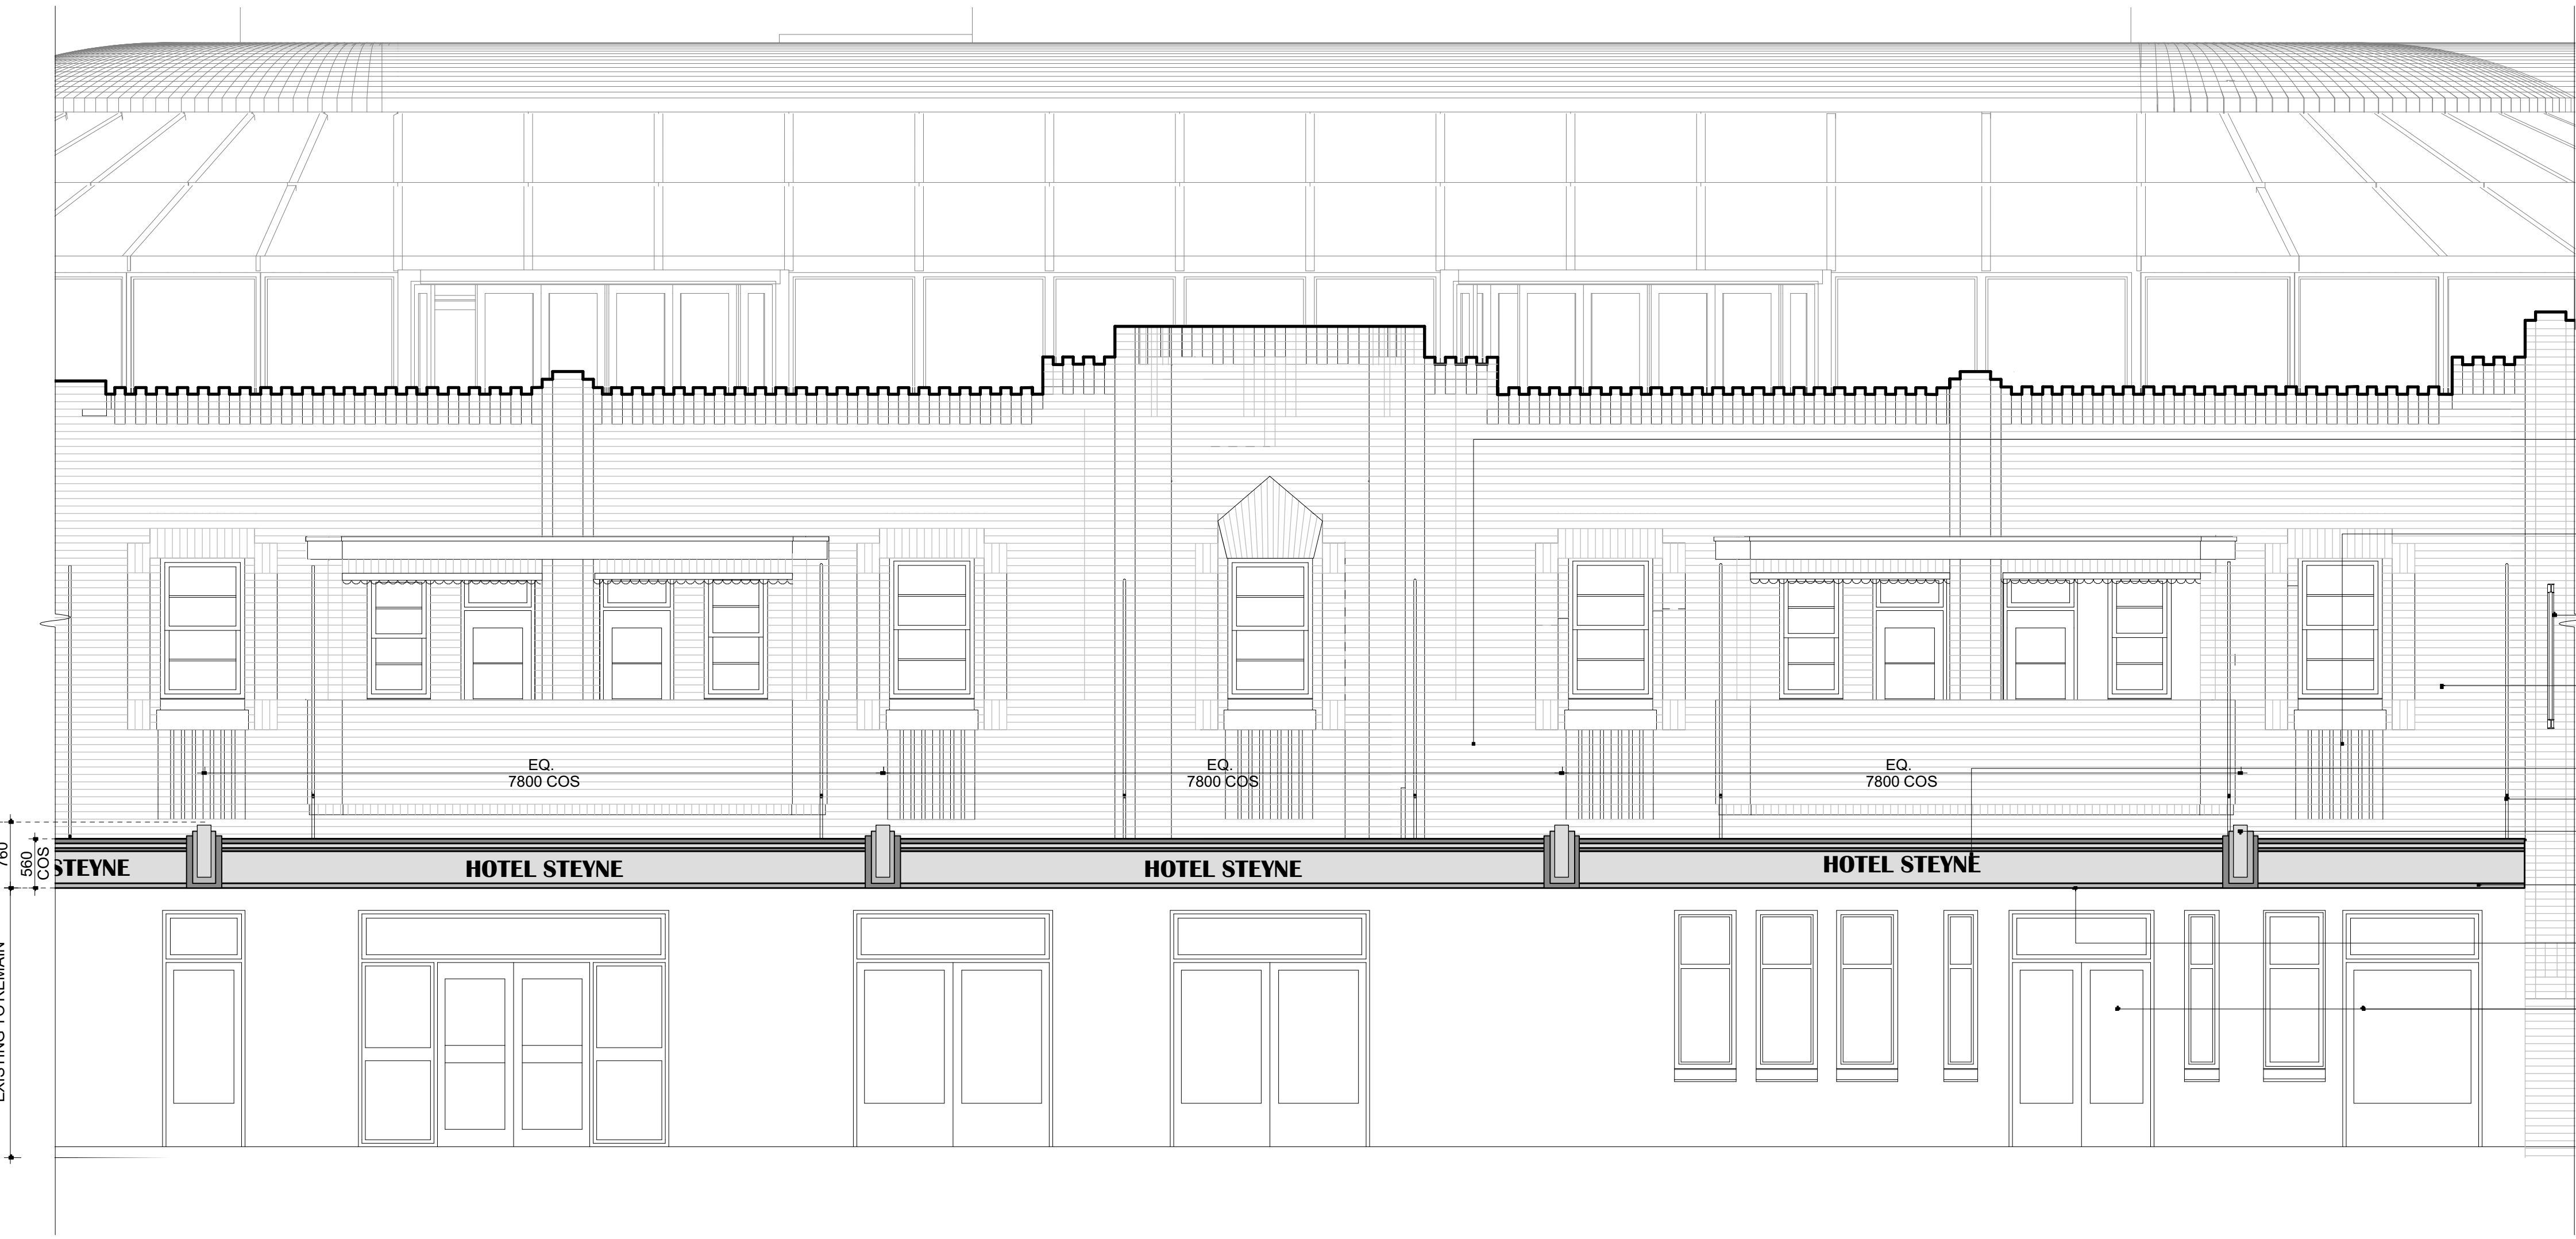 EQ.
7800 COS
EQ.
7800 COS
EQ.
7800 COS
760
560
COS
STEYNE
HOTEL STEYNE
HOTEL STEYNE
HOTEL STEYNE
EXISTING TO REMAIN